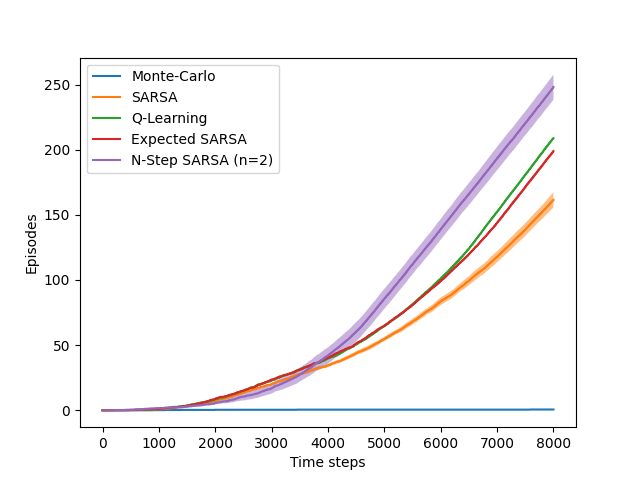 Monte-Carlo
SARSA
Q-Learning
Expected SARSA
N-Step SARSA (n=2)
Episodes
250
200
150
100
50
0
0 1000 2000 3000 4000 5000 6000 7000 8000
Time steps